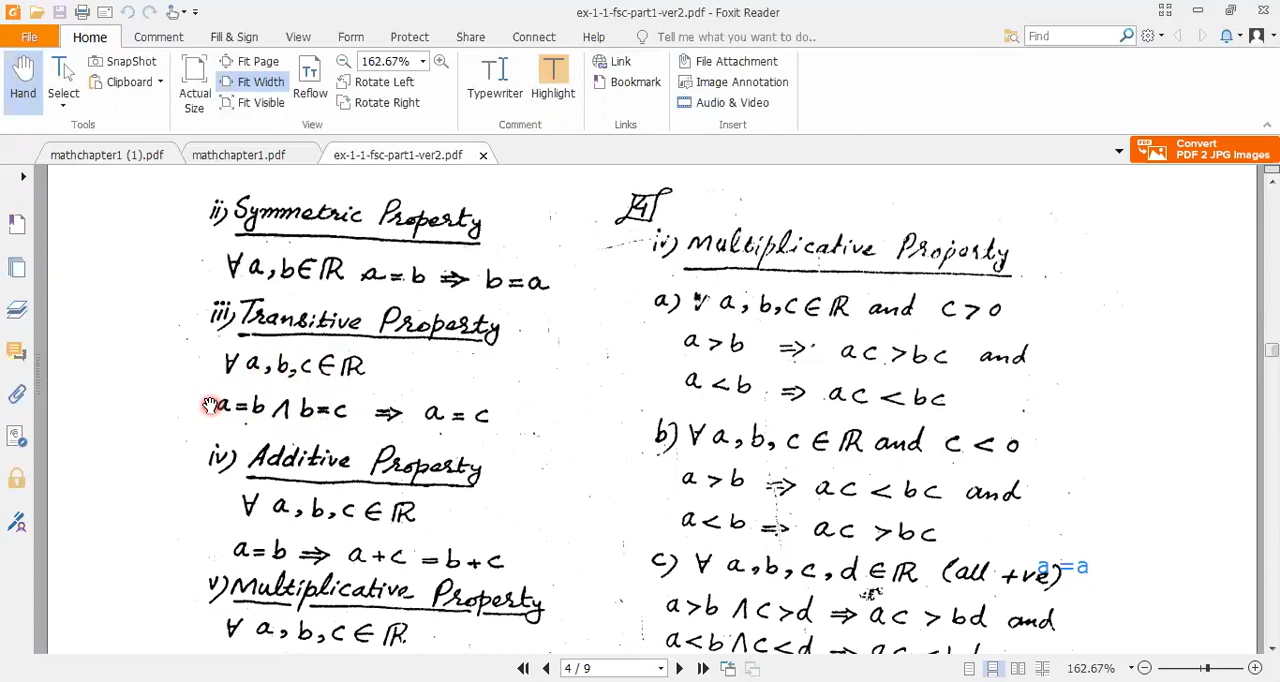 ex-1-1-fsc-part1-ver2.pdf - Foxit Reader
File Home Comment Fill & Sign View Form Protect Share Connect Help Tell me what you want to do.. Find
Hand
Select
SnapShot
Clipboard
Tools
Actual Size
Fit Page
Fit Width
Fit Visible
Reflow
162.67%
Rotate Left
Rotate Right
View
Typewriter
Highlight
Comment
Link
Bookmark
Links
File Attachment
Image Annotation
Audio & Video
Insert
mathchapter1 (1).pdf mathchapter1.pdf ex-1-1-fsc-part1-ver2.pdf
Convert
PDF 2 JPG Images
ii) Symmetric Property
∀ a, b ∈ ℝ a = b ⇒ b = a
iii) Transitive Property
∀ a, b, c ∈ ℝ
a = b ∧ b = c ⇒ a = c
iv) Additive Property
∀ a, b, c ∈ ℝ
a = b ⇒ a + c = b + c
v) Multiplicative Property
∀ a, b, c ∈ ℝ.
4
iv) Multiplicative Property
a) ∀ a, b, c ∈ ℝ and c > 0
a > b ⇒ ac > bc and
a < b ⇒ ac < bc
b) ∀ a, b, c ∈ ℝ and c < 0
a > b ⇒ ac < bc and
a < b ⇒ ac > bc
c) ∀ a, b, c, d ∈ ℝ (all +ve)
a =a
a > b ∧ c > d ⇒ ac > bd and
a < b ∧ c < d ⇒ ac < bd
4 / 9
162.67%